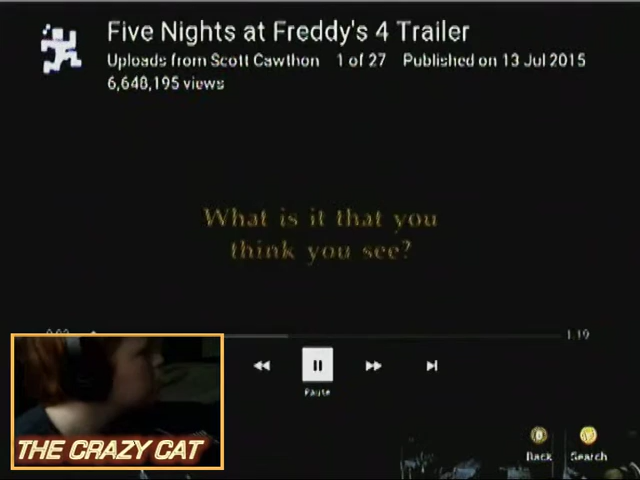 Five Nights at Freddy's 4 Trailer
Uploads from Scott Cawthon 1 of 27 Published on 13 Jul 2015
6,648,195 views
What is it that you
think you see?
0:03 1:19
Pause
THE CRAZY CAT
Back Search